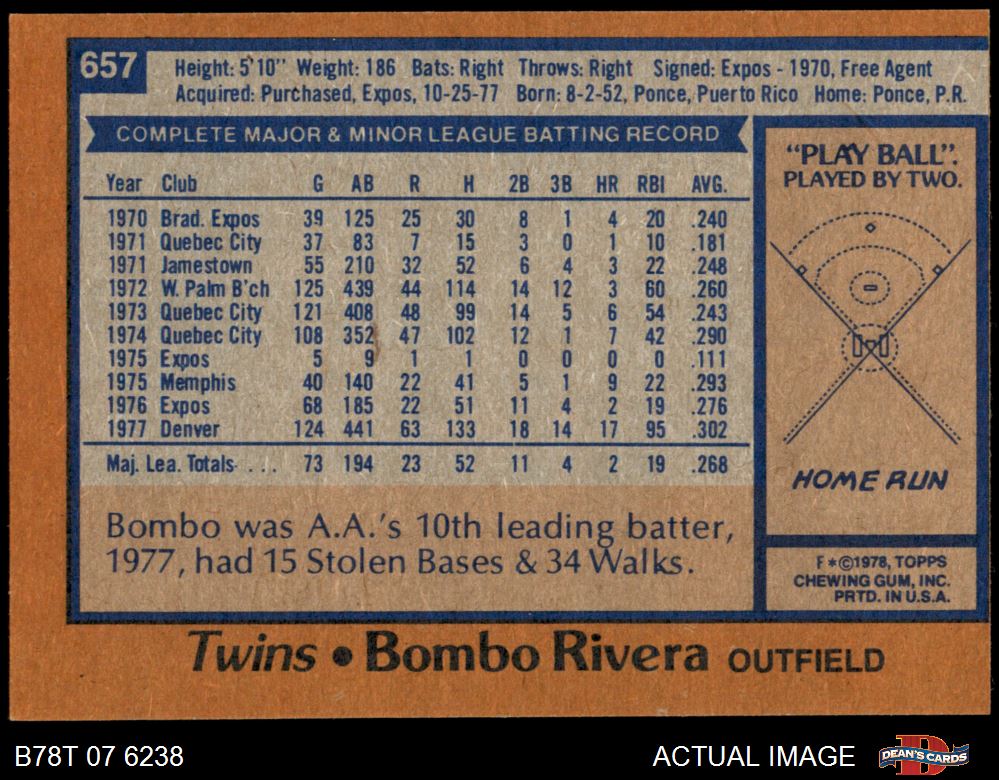 657
Height: 5'10" Weight: 186 Bats: Right Throws: Right Signed: Expos - 1970, Free Agent
Acquired: Purchased, Expos, 10-25-77 Born: 8-2-52, Ponce, Puerto Rico Home: Ponce, P.R.
COMPLETE MAJOR & MINOR LEAGUE BATTING RECORD
Year Club G AB R H 2B 3B HR RBI AVG.
1970 Brad. Expos 39 125 25 30 8 1 4 20 .240
1971 Quebec City 37 83 7 15 3 0 1 10 .181
1971 Jamestown 55 210 32 52 6 4 3 22 .248
1972 W. Palm B'ch 125 439 44 114 14 12 3 60 .260
1973 Quebec City 121 408 48 99 14 5 6 54 .243
1974 Quebec City 108 352 47 102 12 1 7 42 .290
1975 Expos 5 9 1 1 0 0 0 0 .111
1975 Memphis 40 140 22 41 5 1 9 22 .293
1976 Expos 68 185 22 51 11 4 2 19 .276
1977 Denver 124 441 63 133 18 14 17 95 .302
Maj. Lea. Totals . . . . 73 194 23 52 11 4 2 19 .268
Bombo was A.A.'s 10th leading batter,
1977, had 15 Stolen Bases & 34 Walks.
"PLAY BALL".
PLAYED BY TWO.
HOME RUN
F*©1978, TOPPS
CHEWING GUM, INC.
PRTD. IN U.S.A.
Twins • Bombo Rivera OUTFIELD
B78T 07 6238
ACTUAL IMAGE
DEAN'S CARDS